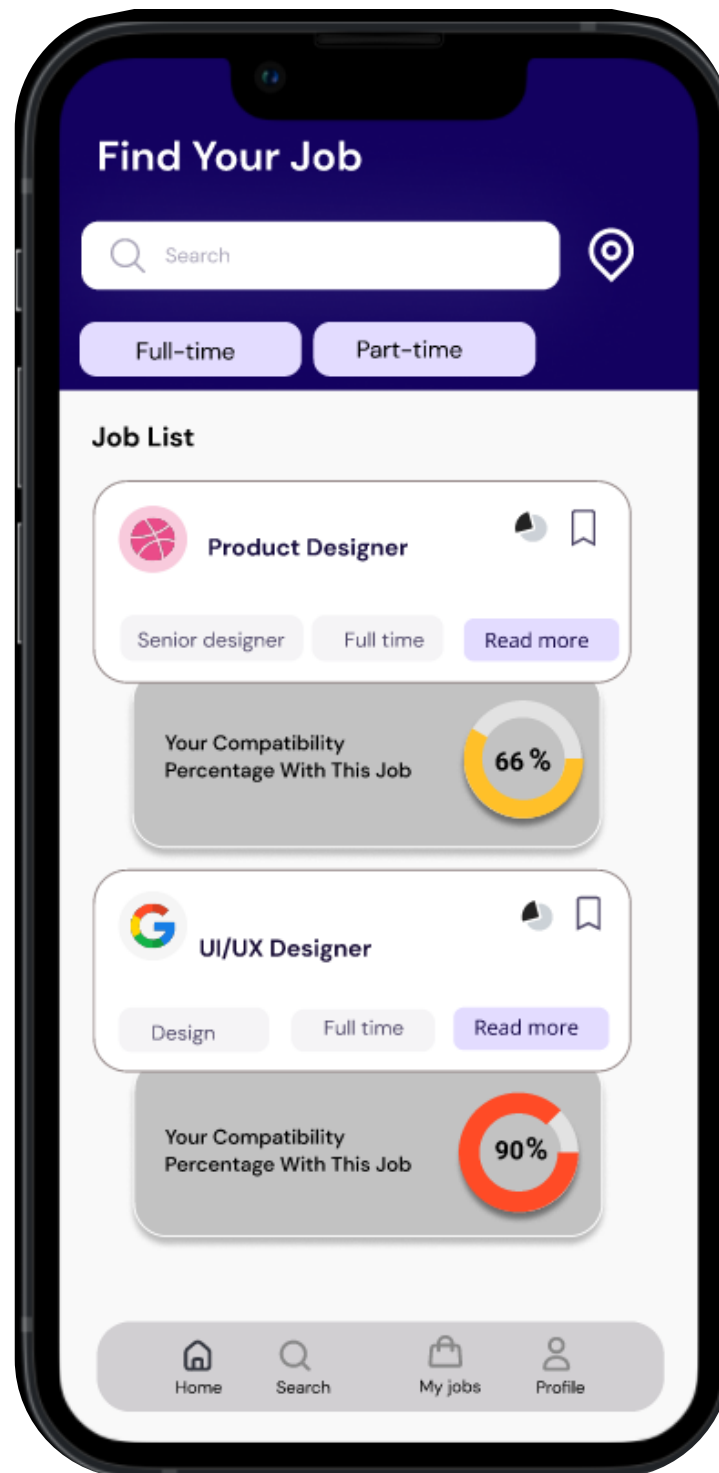 Find Your Job
Search
Full-time Part-time
Job List
Product Designer
Senior designer Full time Read more
Your Compatibility
Percentage With This Job
66 %
UI/UX Designer
Design Full time Read more
Your Compatibility
Percentage With This Job
90%
Home Search My jobs Profile